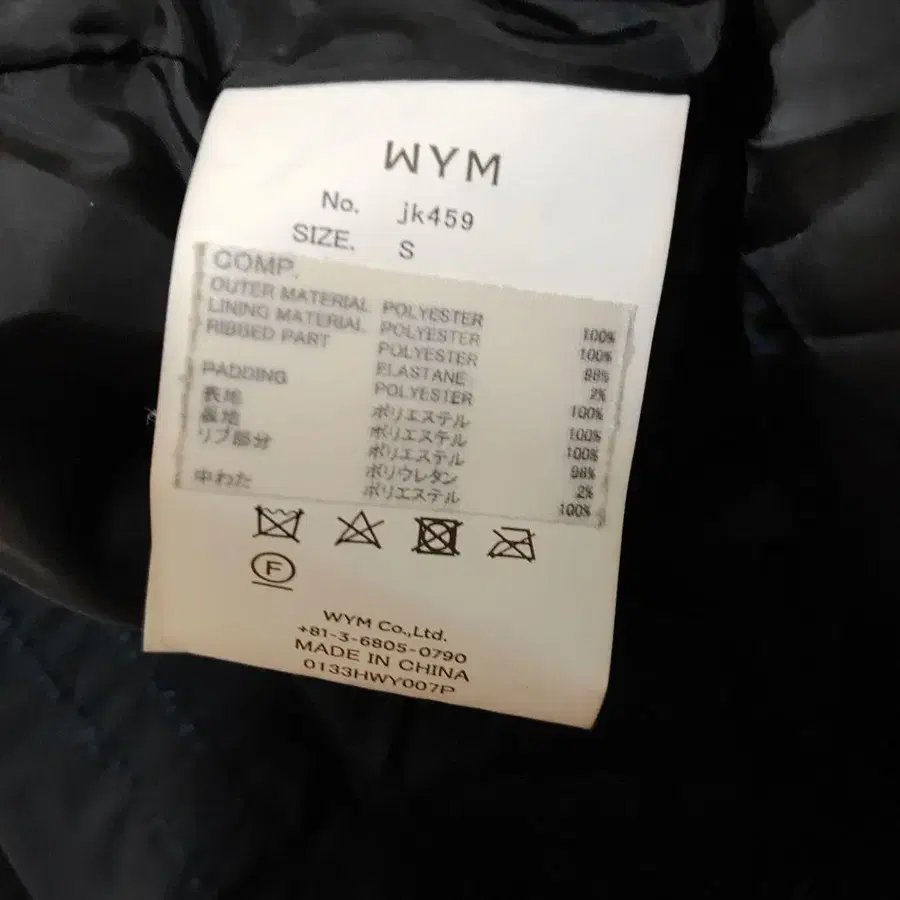 WYM
No. jk459
SIZE. S
COMP.
OUTER MATERIAL POLYESTER 100%
LINING MATERIAL POLYESTER 100%
RIBBED PART POLYESTER 98%
ELASTANE 2%
PADDING POLYESTER 100%
表地 ポリエステル 100%
裏地 ポリエステル 100%
リブ部分 ポリエステル 98%
ポリウレタン 2%
中わた ポリエステル 100%
F
WYM Co.,Ltd.
+81-3-6805-0790
MADE IN CHINA
0133HWY007P